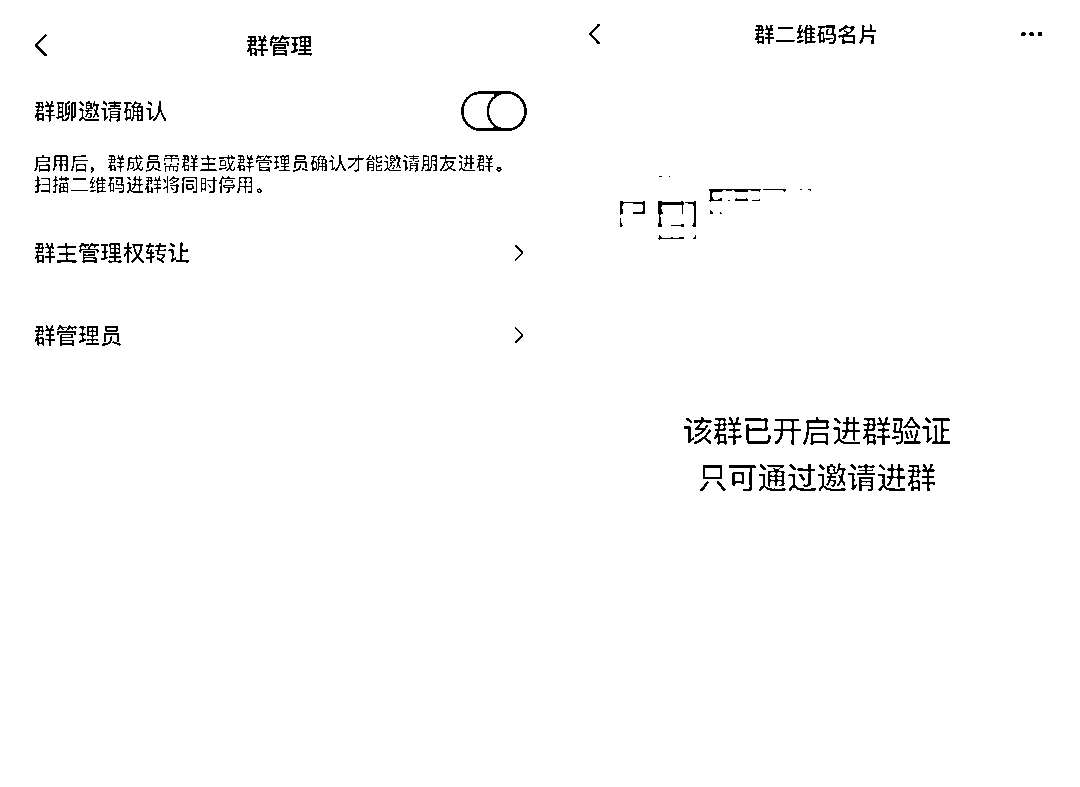 群管理
群聊邀请确认
启用后，群成员需群主或群管理员确认才能邀请朋友进群。
扫描二维码进群将同时停用。
群主管理权转让
群管理员
群二维码名片
该群已开启进群验证
只可通过邀请进群